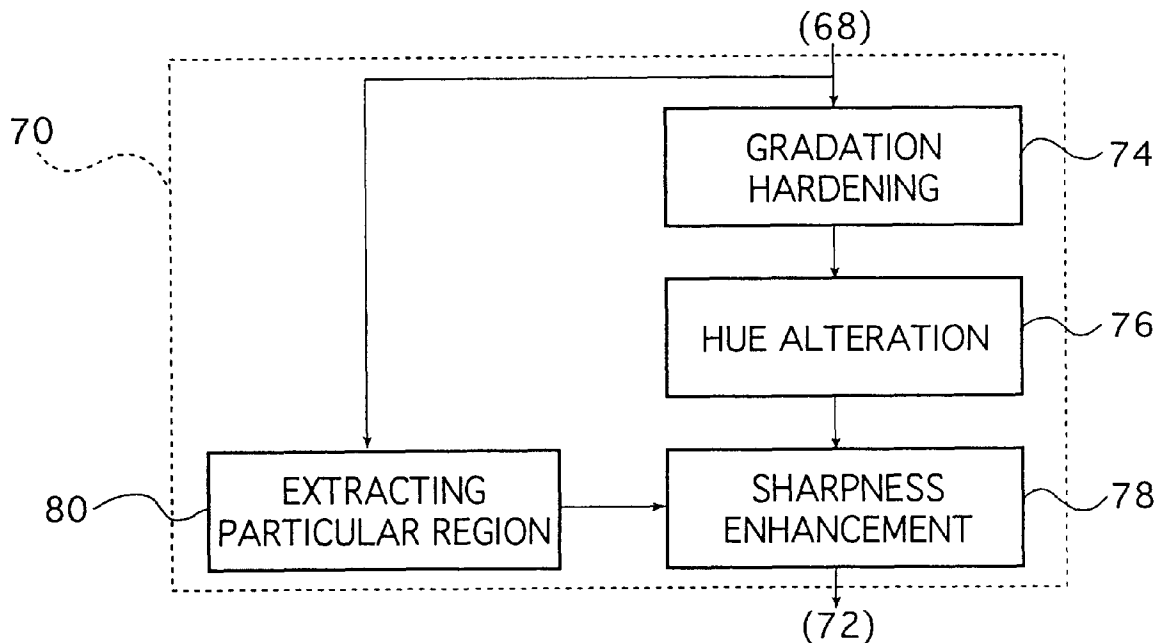 (68)
70
GRADATION
HARDENING
74
HUE ALTERATION
76
80
EXTRACTING
PARTICULAR REGION
SHARPNESS
ENHANCEMENT
78
(72)